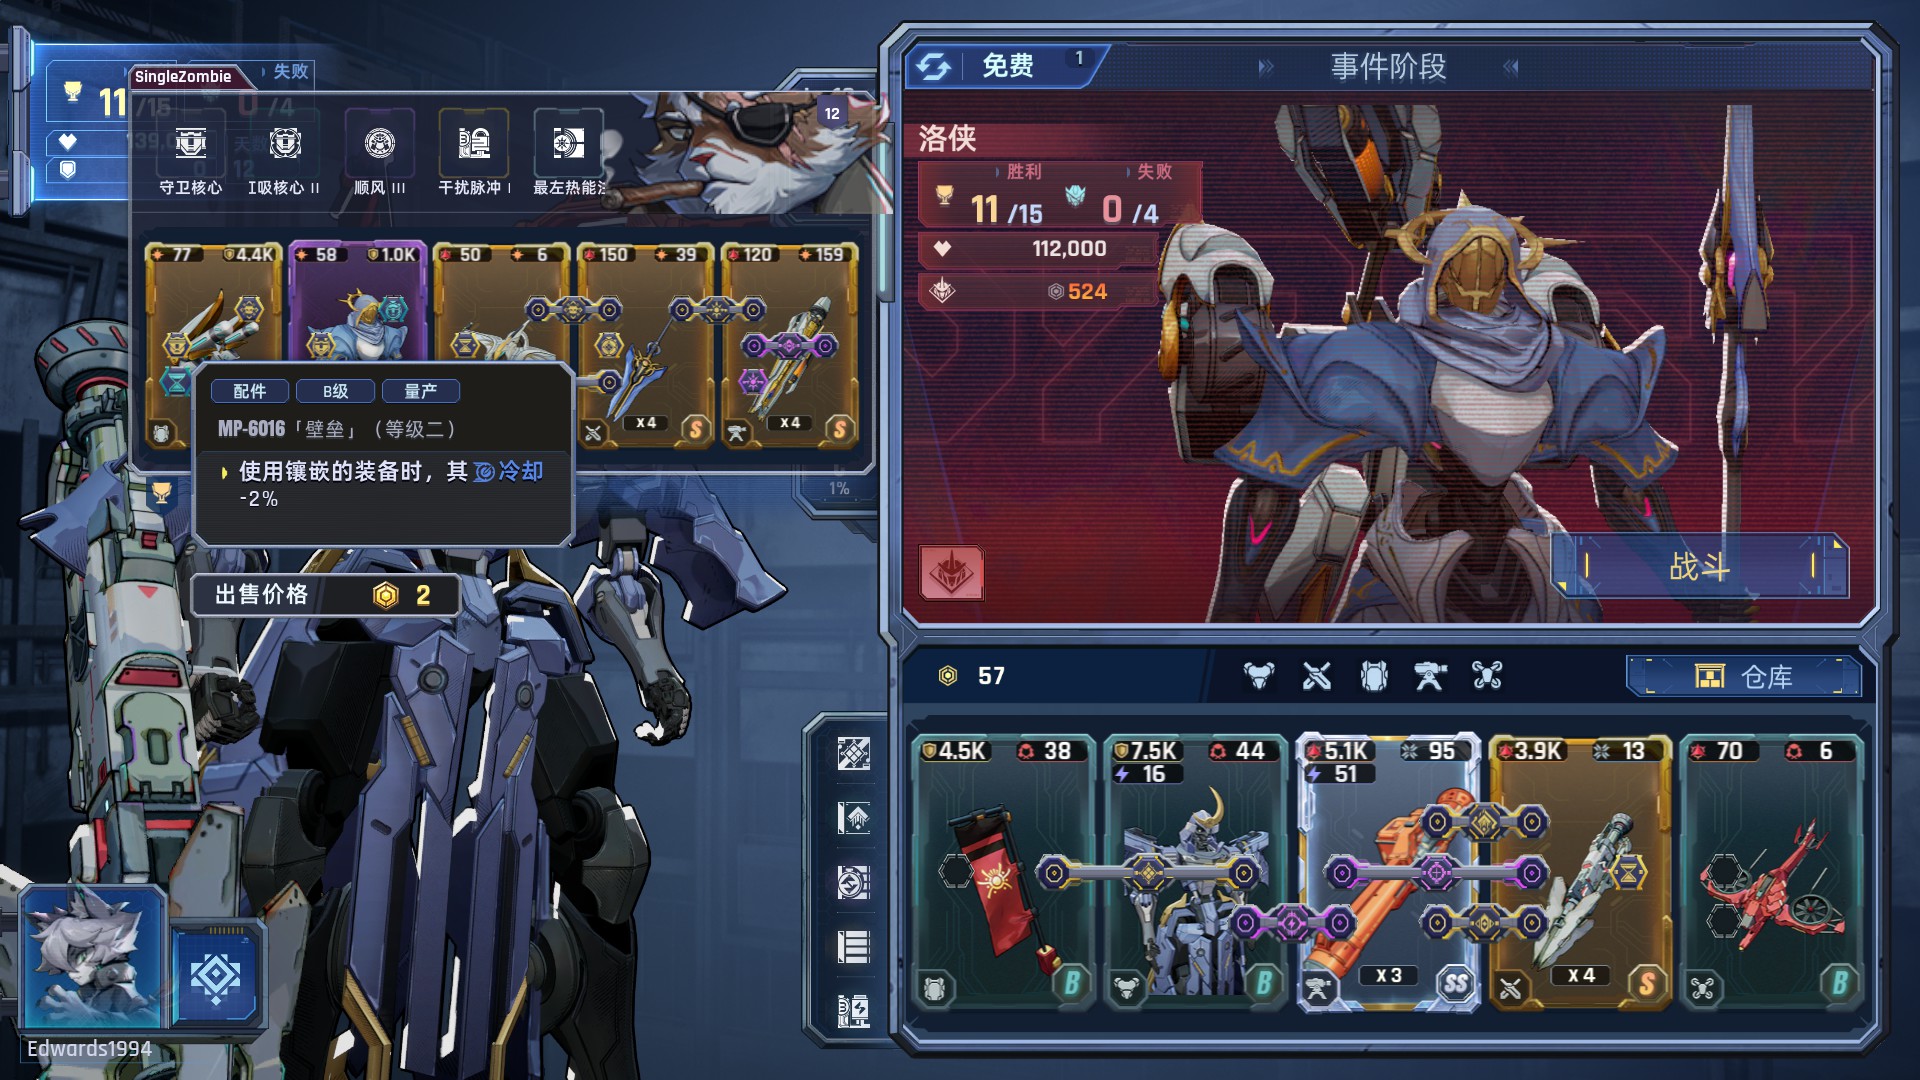 免费 1
事件阶段
SingleZombie
失败
11/15
0/4
12
守卫核心
I吸核心 II
顺风 III
干扰脉冲 I
最左热能
洛侠
胜利
失败
11/15
0/4
112,000
524
77
4.4K
58
1.0K
50
6
150
39
120
159
x4
S
x4
S
配件
B级
量产
MP-6016「壁垒」（等级二）
使用镶嵌的装备时，其冷却
-2%
1%
出售价格
2
战斗
57
仓库
4.5K
38
7.5K
44
16
5.1K
95
51
3.9K
13
70
6
B
B
x3
SS
x4
S
B
Edwards1994